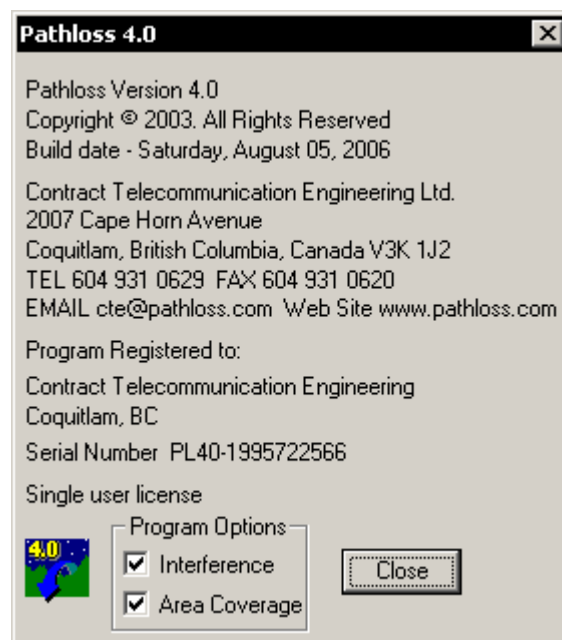 Pathloss 4.0
Pathloss Version 4.0
Copyright © 2003. All Rights Reserved
Build date - Saturday, August 05, 2006
Contract Telecommunication Engineering Ltd.
2007 Cape Horn Avenue
Coquitlam, British Columbia, Canada V3K 1J2
TEL 604 931 0629 FAX 604 931 0620
EMAIL cte@pathloss.com Web Site www.pathloss.com
Program Registered to:
Contract Telecommunication Engineering
Coquitlam, BC
Serial Number PL40-1995722566
Single user license
4.0
Program Options
Interference
Area Coverage
Close